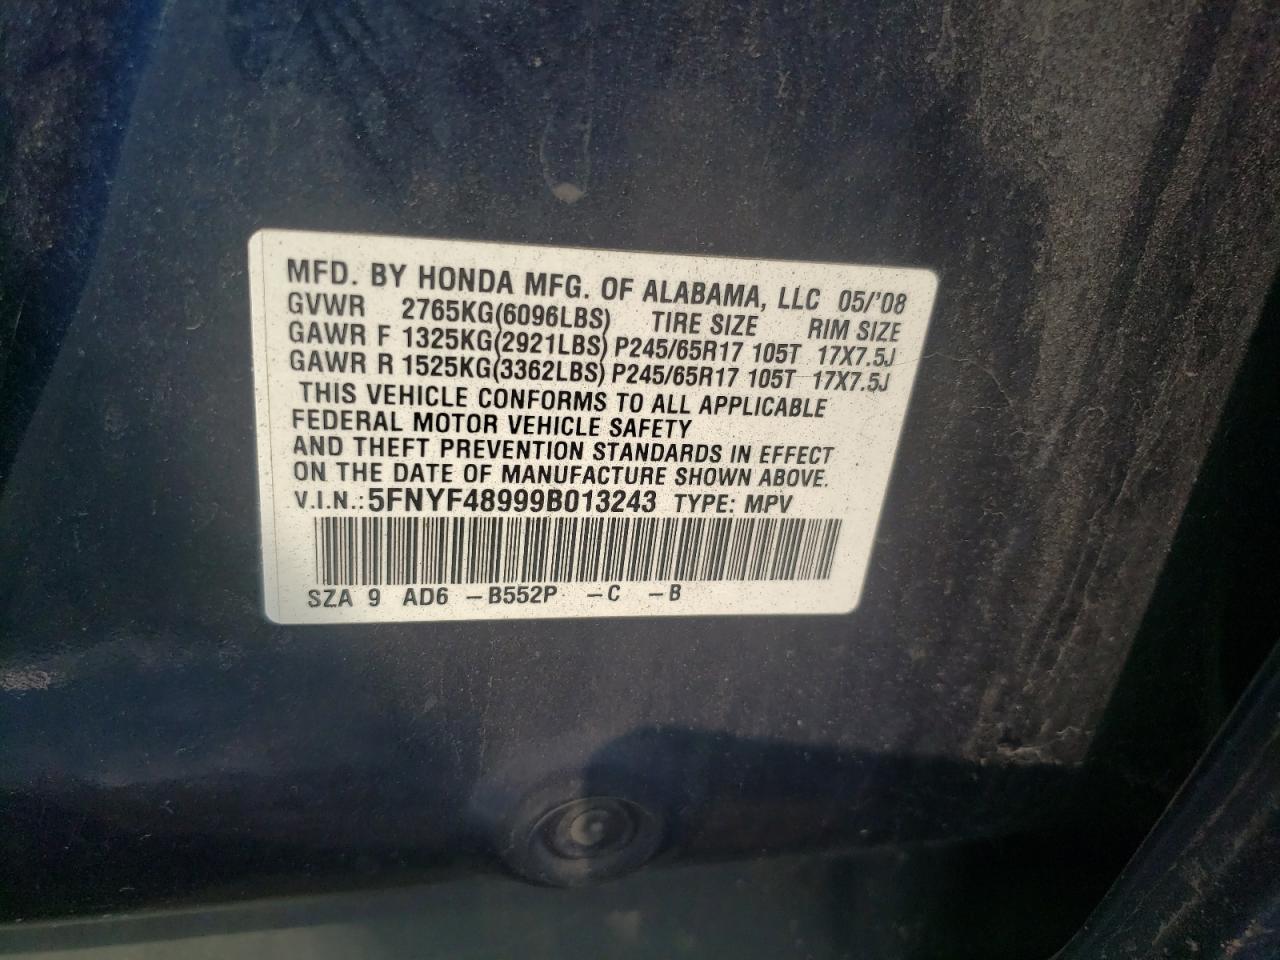 MFD. BY HONDA MFG. OF ALABAMA, LLC 05/'08
GVWR 2765KG(6096LBS) TIRE SIZE RIM SIZE
GAWR F 1325KG(2921LBS) P245/65R17 105T 17X7.5J
GAWR R 1525KG(3362LBS) P245/65R17 105T 17X7.5J
THIS VEHICLE CONFORMS TO ALL APPLICABLE
FEDERAL MOTOR VEHICLE SAFETY
AND THEFT PREVENTION STANDARDS IN EFFECT
ON THE DATE OF MANUFACTURE SHOWN ABOVE.
V.I.N.:5FNYF48999B013243 TYPE: MPV
SZA 9 AD6 -B552P -C -B